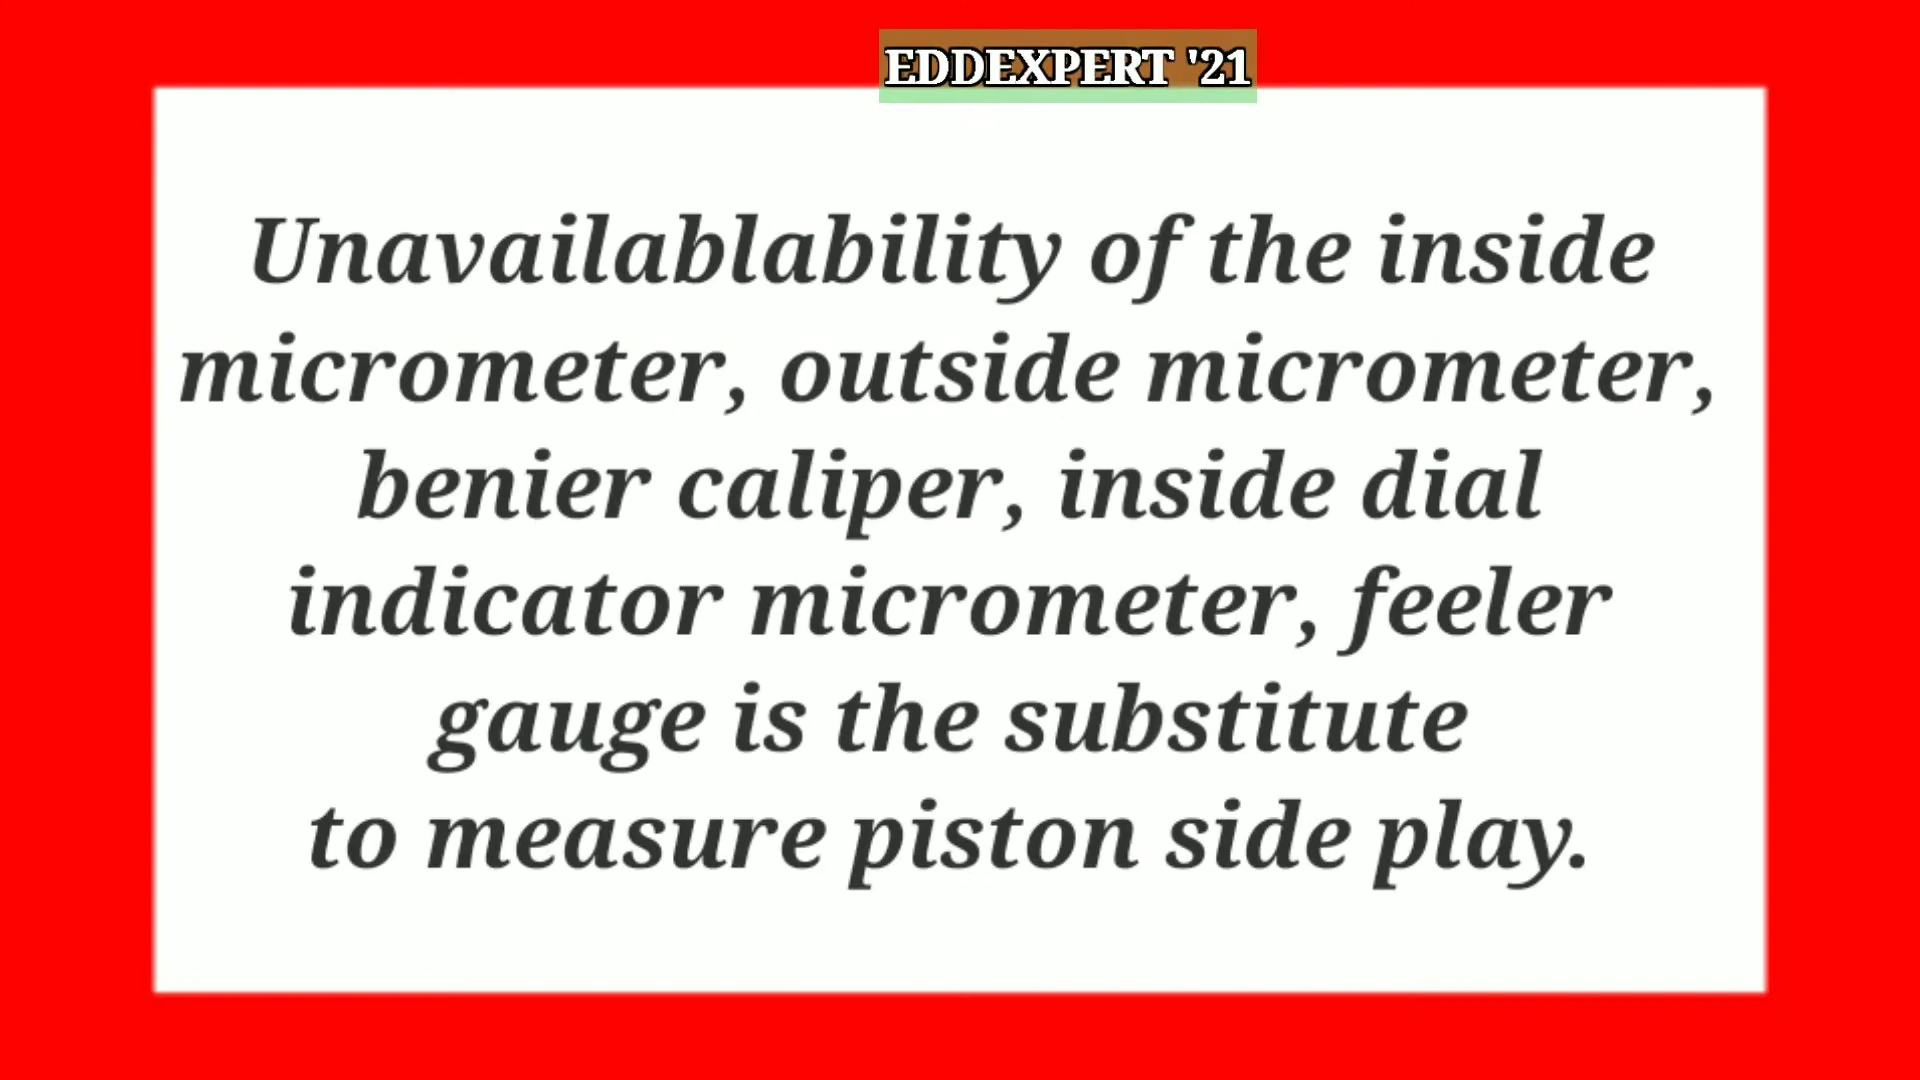 EDDEXPERT '21
Unavailablability of the inside
micrometer, outside micrometer,
benier caliper, inside dial
indicator micrometer, feeler
gauge is the substitute
to measure piston side play.